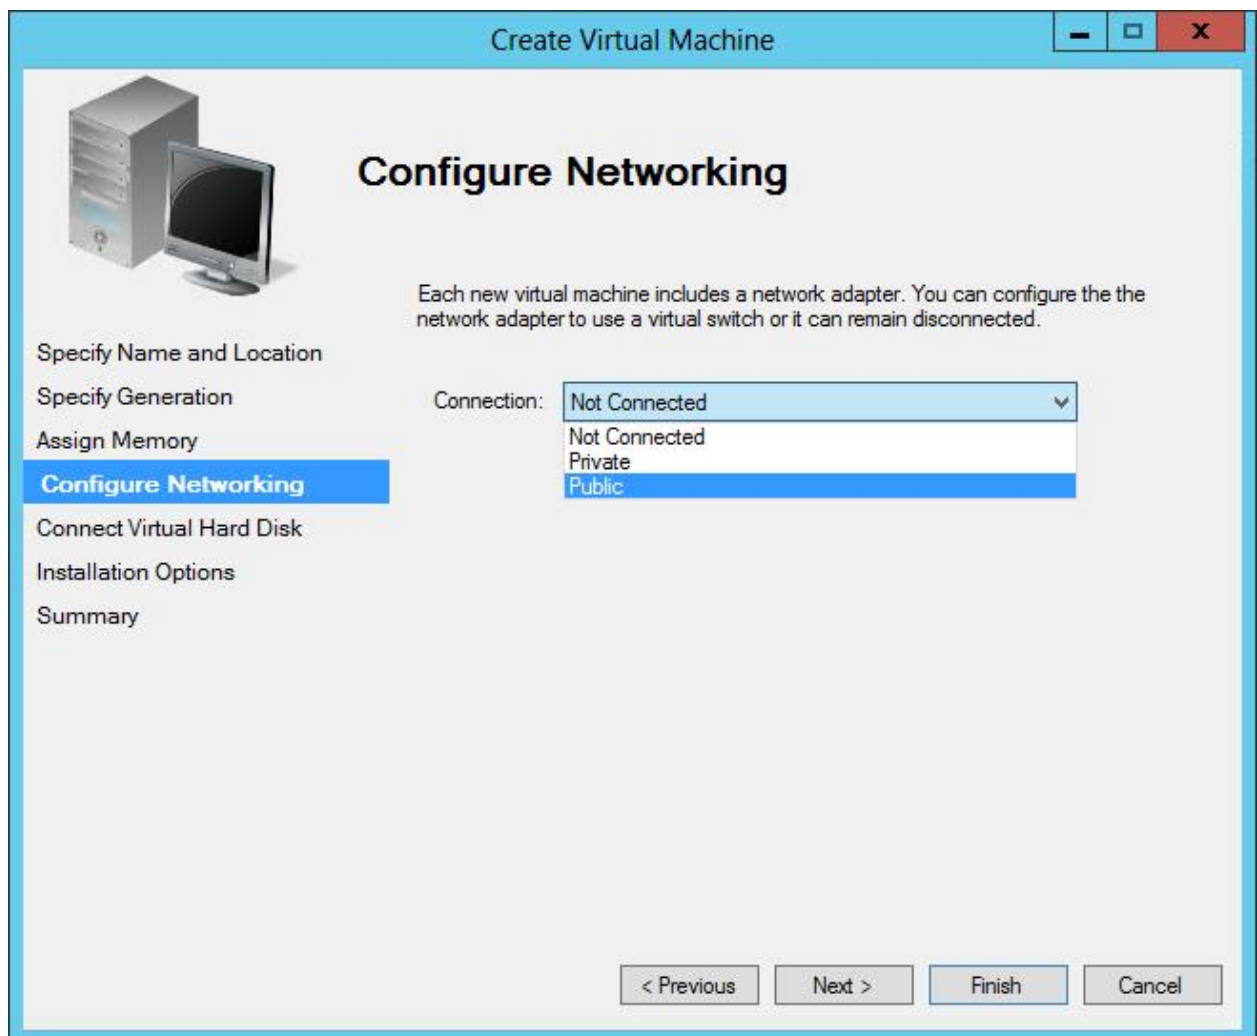 Create Virtual Machine
Configure Networking
Each new virtual machine includes a network adapter. You can configure the the
network adapter to use a virtual switch or it can remain disconnected.
Specify Name and Location
Specify Generation
Assign Memory
Configure Networking
Connect Virtual Hard Disk
Installation Options
Summary
Connection: Not Connected
Not Connected
Private
Public
< Previous Next > Finish Cancel